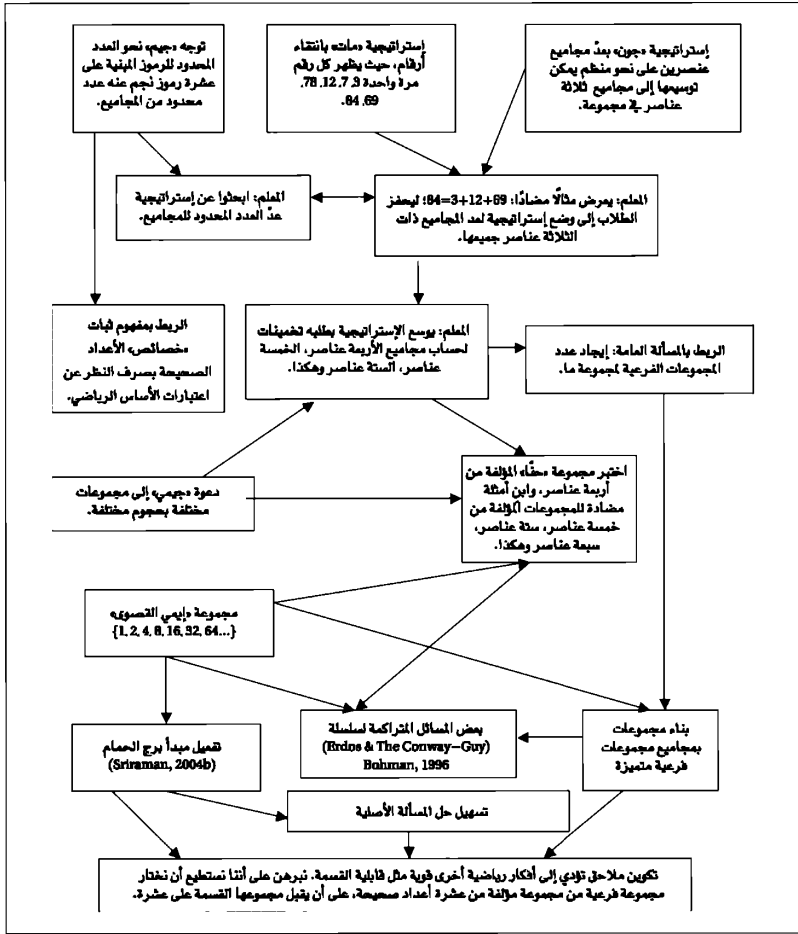 إستراتيجية «جون» بعدّ مجاميع
عنصرين على نحو منظم يمكن
توسيعها إلى مجاميع ثلاثة
عناصر في مجموعة.
إستراتيجية «مات» بانتقاء
أرقام، حيث يظهر كل رقم
مرة واحدة 3، 7، 12، 78،
69، 84.
توجه «جيم» نحو العدد
المحدود للرموز المبنية على
عشرة رموز نجم عنه عدد
محدود من المجاميع.
المعلم: يعرض مثالًا مضادًا: 69+12+3=84؛ ليحفز
الطلاب إلى وضع إستراتيجية لعد المجاميع ذات
الثلاثة عناصر جميعها.
المعلم: ابحثوا عن إستراتيجية
عدّ العدد المحدود للمجاميع.
المعلم: يوسع الإستراتيجية بطلبه تخمينات
لحساب مجاميع الأربعة عناصر، الخمسة
عناصر، الستة عناصر وهكذا.
الربط بالمسألة العامة: إيجاد عدد
المجموعات الفرعية لمجموعة ما.
الربط بمفهوم ثبات
«خصائص» الأعداد
الصحيحة بصرف النظر عن
اعتبارات الأساس الرياضي.
اختبر مجموعة «حقًا» المؤلفة من
أربعة عناصر، وابن أمثلة
مضادة للمجموعات المؤلفة من
خمسة عناصر، ستة عناصر،
سبعة عناصر وهكذا.
دعوة «جيمي» إلى مجموعات
مختلفة بحجوم مختلفة.
مجموعة «إيمي القصوى»
{1, 2, 4, 8, 16, 32, 64...}
بناء مجموعات
بمجاميع مجموعات
فرعية متميزة
بعض المسائل المتراكمة لسلسلة
(Erdos & The Conway–Guy)
Bohman, 1996
تفعيل مبدأ برج الحمام
(Sriraman, 2004b)
تسهيل حل المسألة الأصلية
تكوين ملاحق تؤدي إلى أفكار رياضية أخرى قوية مثل قابلية القسمة. نبرهن على أننا نستطيع أن نختار
مجموعة فرعية من مجموعة مؤلفة من عشرة أعداد صحيحة، على أن يقبل مجموعها القسمة على عشرة.